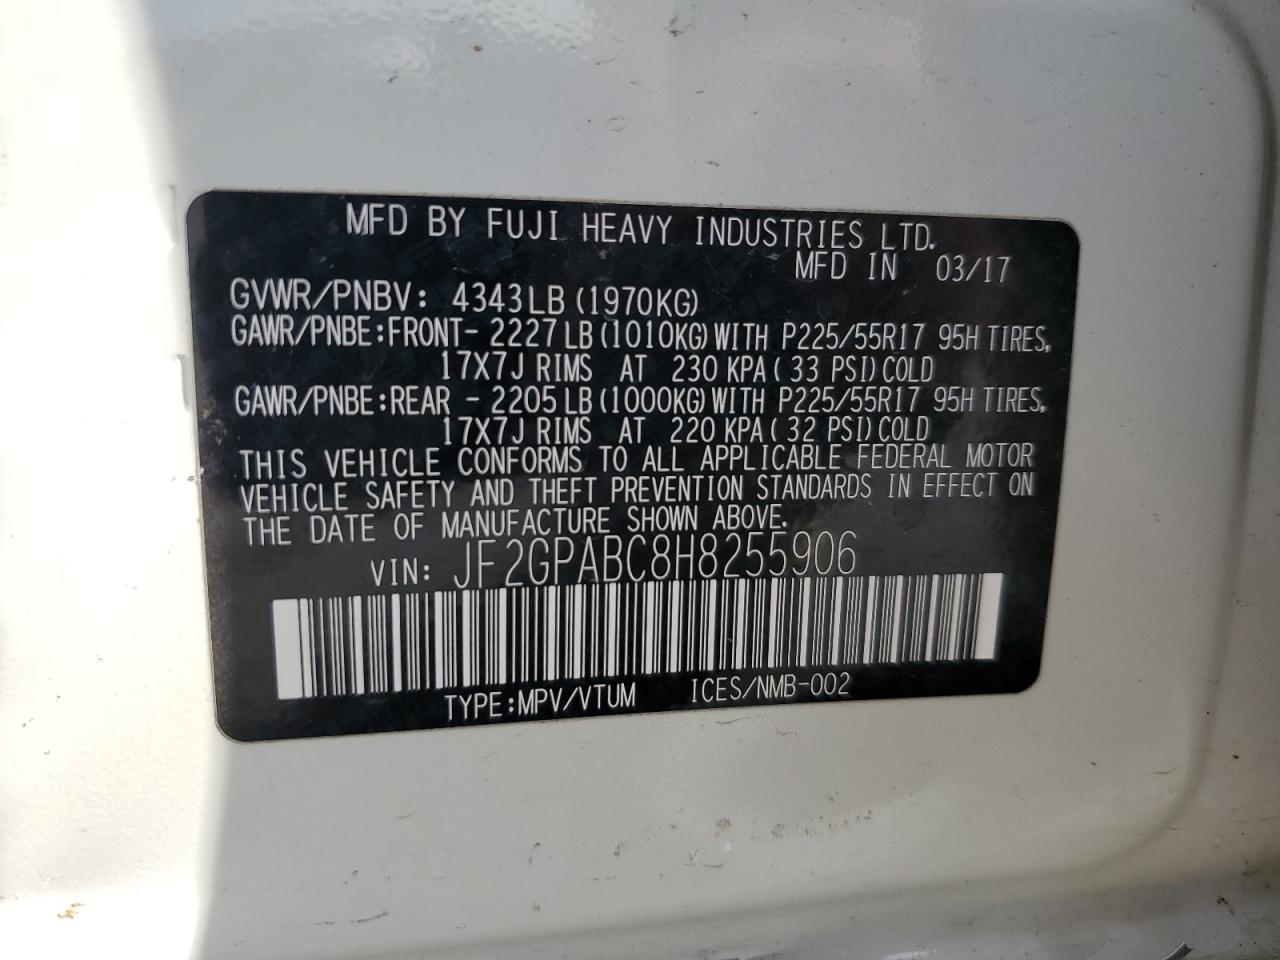 MFD BY FUJI HEAVY INDUSTRIES LTD.
MFD IN 03/17
GVWR/PNBV: 4343LB(1970KG)
GAWR/PNBE:FRONT- 2227LB(1010KG)WITH P225/55R17 95H TIRES,
17X7J RIMS AT 230 KPA(33 PSI)COLD
GAWR/PNBE:REAR - 2205LB(1000KG)WITH P225/55R17 95H TIRES,
17X7J RIMS AT 220 KPA(32 PSI)COLD
THIS VEHICLE CONFORMS TO ALL APPLICABLE FEDERAL MOTOR
VEHICLE SAFETY AND THEFT PREVENTION STANDARDS IN EFFECT ON
THE DATE OF MANUFACTURE SHOWN ABOVE.
VIN: JF2GPABC8H8255906
TYPE:MPV/VTUM ICES/NMB-002